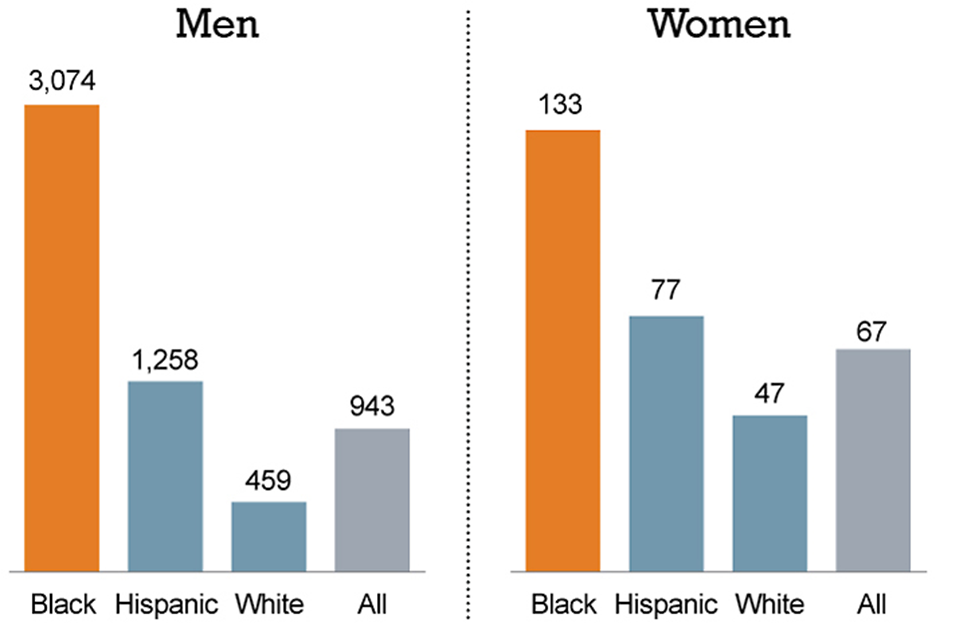 Men
3,074
1,258
459
943
Black Hispanic White All
Women
133
77
47
67
Black Hispanic White All